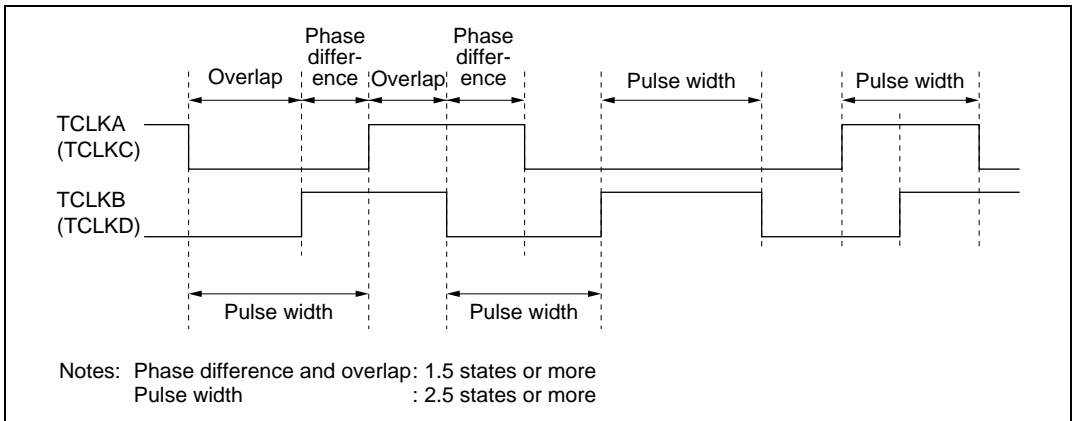 Phase
differ-
ence
Phase
differ-
ence
Overlap
Overlap
Pulse width
Pulse width
TCLKA
(TCLKC)
TCLKB
(TCLKD)
Pulse width
Pulse width
Notes: Phase difference and overlap : 1.5 states or more
Pulse width : 2.5 states or more